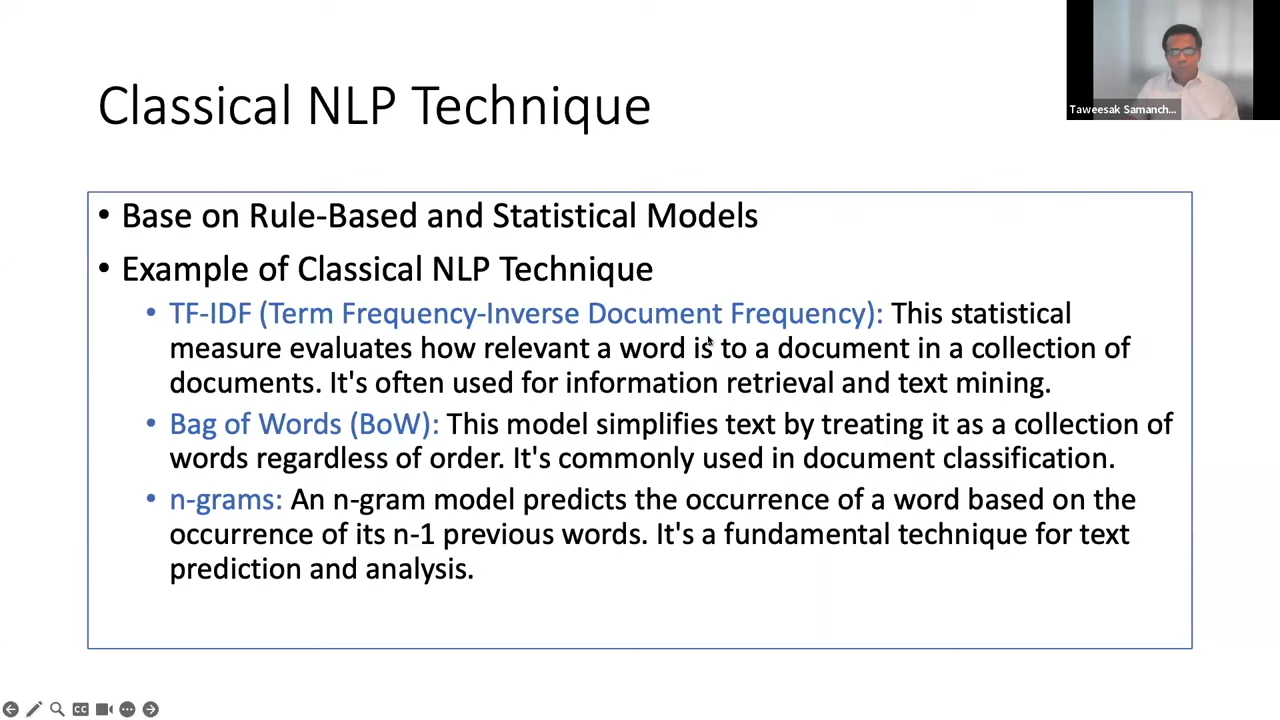 Classical NLP Technique
Taweesak Samanch...
• Base on Rule-Based and Statistical Models
• Example of Classical NLP Technique
• TF-IDF (Term Frequency-Inverse Document Frequency): This statistical
measure evaluates how relevant a word is to a document in a collection of
documents. It's often used for information retrieval and text mining.
• Bag of Words (BoW): This model simplifies text by treating it as a collection of
words regardless of order. It's commonly used in document classification.
• n-grams: An n-gram model predicts the occurrence of a word based on the
occurrence of its n-1 previous words. It's a fundamental technique for text
prediction and analysis.
CC